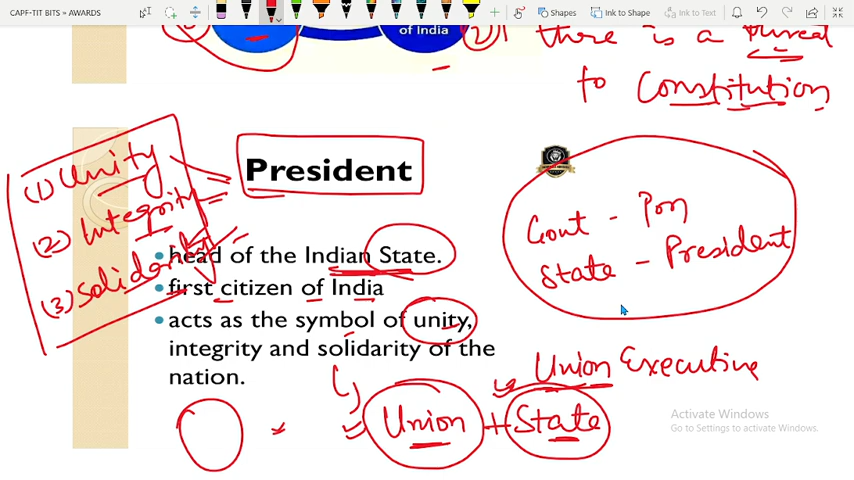 CAPF-TIT BITS » AWARDS
Shapes
Ink to Shape
Ink to Text
of India
(2)
there is a
to Constitution
(1) Unity
(2) Integrity
(3) Solidarity
President
Govt -
State - President
head of the Indian State.
first citizen of India
acts as the symbol of unity,
integrity and solidarity of the
nation.
Union Executive
Union + State
Activate Windows
Go to Settings to activate Windows.